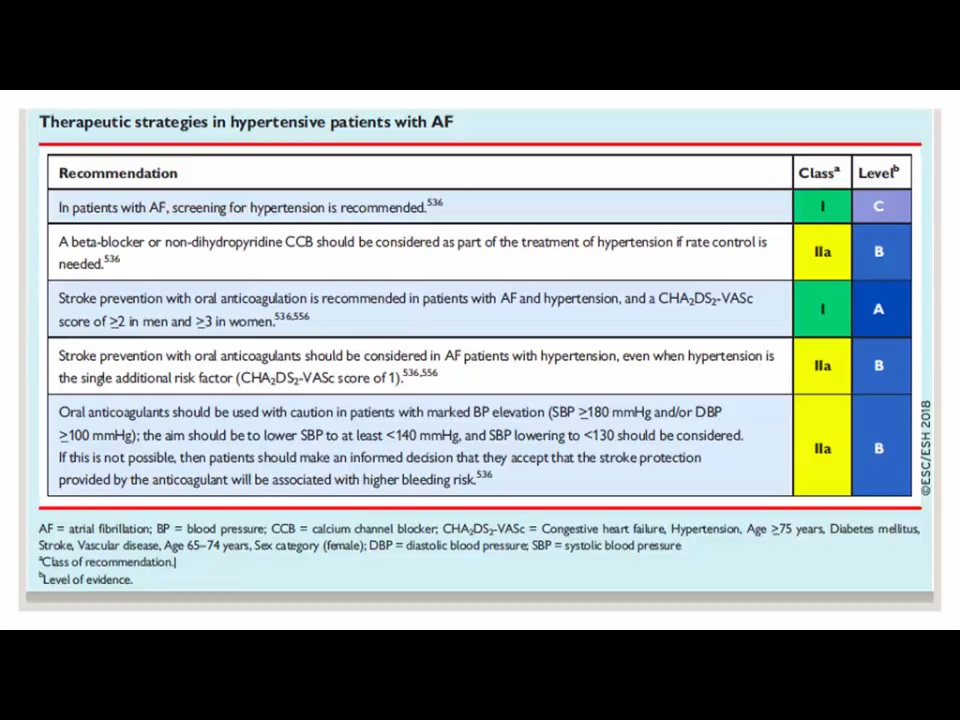 Therapeutic strategies in hypertensive patients with AF
Recommendation Classᵃ Levelᵇ
In patients with AF, screening for hypertension is recommended.⁵³⁶ I C
A beta-blocker or non-dihydropyridine CCB should be considered as part of the treatment of hypertension if rate control is
needed.⁵³⁶ IIa B
Stroke prevention with oral anticoagulation is recommended in patients with AF and hypertension, and a CHA₂DS₂-VASc
score of ≥2 in men and ≥3 in women.⁵³⁶,⁵⁵⁶ I A
Stroke prevention with oral anticoagulants should be considered in AF patients with hypertension, even when hypertension is
the single additional risk factor (CHA₂DS₂-VASc score of 1).⁵³⁶,⁵⁵⁶ IIa B
Oral anticoagulants should be used with caution in patients with marked BP elevation (SBP ≥180 mmHg and/or DBP
≥100 mmHg); the aim should be to lower SBP to at least <140 mmHg, and SBP lowering to <130 should be considered.
If this is not possible, then patients should make an informed decision that they accept that the stroke protection
provided by the anticoagulant will be associated with higher bleeding risk.⁵³⁶ IIa B
©ESC/ESH 2018
AF = atrial fibrillation; BP = blood pressure; CCB = calcium channel blocker; CHA₂DS₂-VASc = Congestive heart failure, Hypertension, Age ≥75 years, Diabetes mellitus,
Stroke, Vascular disease, Age 65–74 years, Sex category (female); DBP = diastolic blood pressure; SBP = systolic blood pressure
ᵃClass of recommendation.
ᵇLevel of evidence.